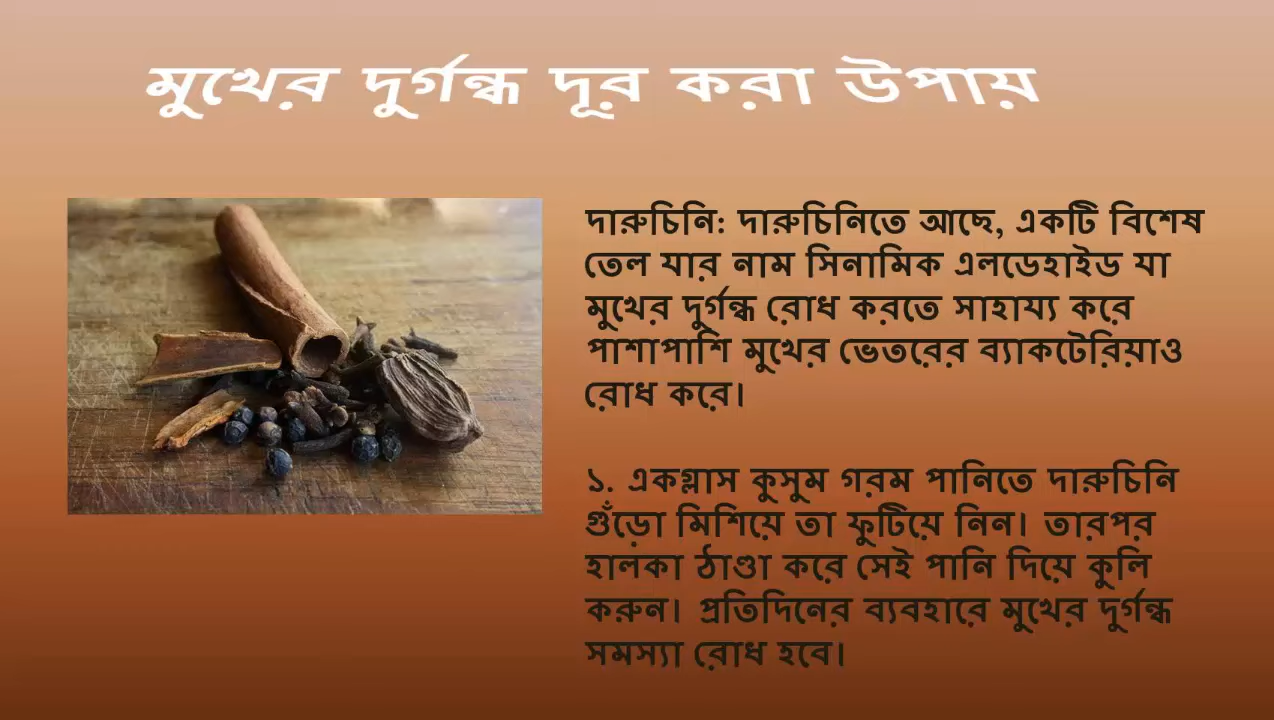 মুখের দুর্গন্ধ দূর করা উপায়
দারুচিনি: দারুচিনিতে আছে, একটি বিশেষ
তেল যার নাম সিনামিক এলডেহাইড যা
মুখের দুর্গন্ধ রোধ করতে সাহায্য করে
পাশাপাশি মুখের ভেতরের ব্যাকটেরিয়াও
রোধ করে।
১. একগ্লাস কুসুম গরম পানিতে দারুচিনি
গুঁড়ো মিশিয়ে তা ফুটিয়ে নিন। তারপর
হালকা ঠাণ্ডা করে সেই পানি দিয়ে কুলি
করুন। প্রতিদিনের ব্যবহারে মুখের দুর্গন্ধ
সমস্যা রোধ হবে।